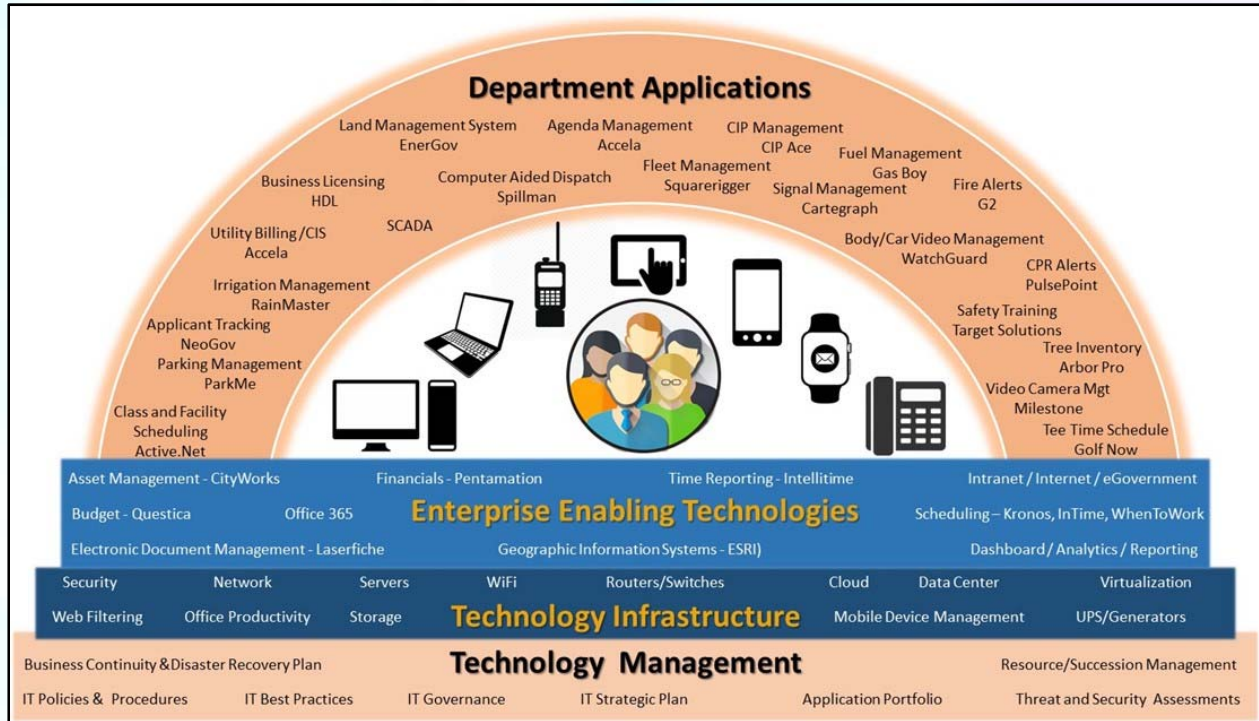 Department Applications
Land Management System
EnerGov
Agenda Management
Accela
CIP Management
CIP Ace
Fuel Management
Gas Boy
Fire Alerts
G2
Business Licensing
HDL
Computer Aided Dispatch
Spillman
Fleet Management
Squarerigger
Signal Management
Cartegraph
Utility Billing /CIS
Accela
SCADA
Body/Car Video Management
WatchGuard
CPR Alerts
PulsePoint
Irrigation Management
RainMaster
Safety Training
Target Solutions
Applicant Tracking
NeoGov
Tree Inventory
Arbor Pro
Parking Management
ParkMe
Video Camera Mgt
Milestone
Class and Facility
Scheduling
Active.Net
Tee Time Schedule
Golf Now
Asset Management - CityWorks
Financials - Pentamation
Time Reporting - Intellitime
Intranet / Internet / eGovernment
Budget - Questica
Office 365
Enterprise Enabling Technologies
Scheduling – Kronos, InTime, WhenToWork
Electronic Document Management - Laserfiche
Geographic Information Systems - ESRI)
Dashboard / Analytics / Reporting
Security
Network
Servers
WiFi
Routers/Switches
Cloud
Data Center
Virtualization
Web Filtering
Office Productivity
Storage
Technology Infrastructure
Mobile Device Management
UPS/Generators
Technology Management
Business Continuity &Disaster Recovery Plan
Resource/Succession Management
IT Policies & Procedures
IT Best Practices
IT Governance
IT Strategic Plan
Application Portfolio
Threat and Security Assessments